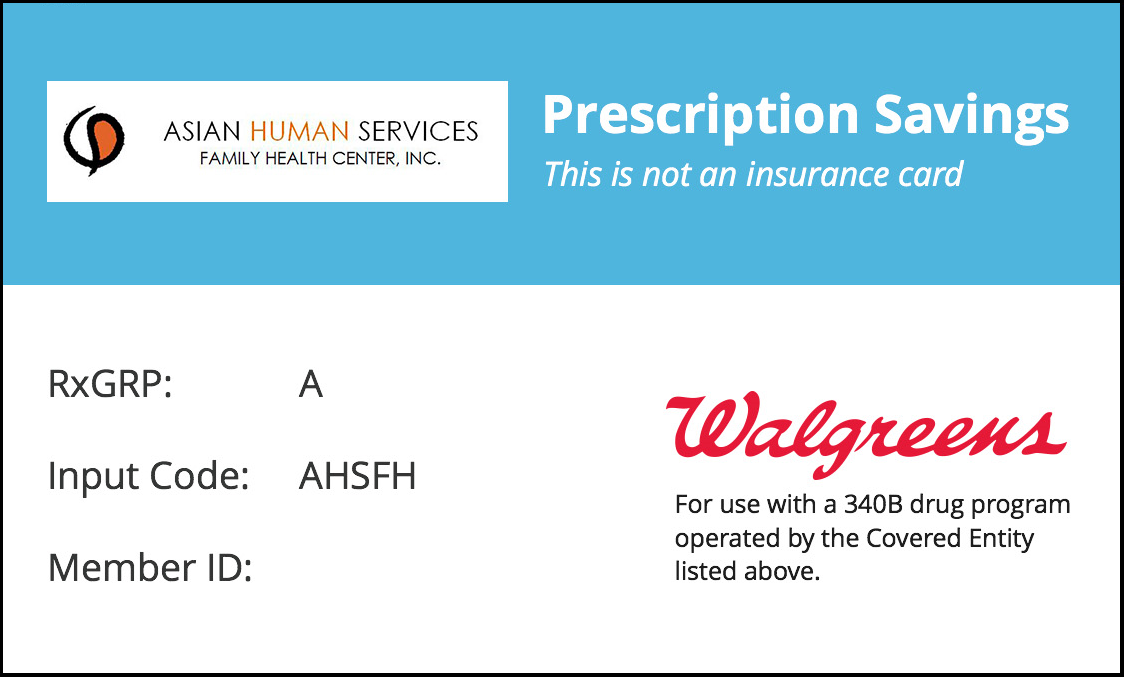 ASIAN HUMAN SERVICES
FAMILY HEALTH CENTER, INC.
Prescription Savings
This is not an insurance card
RxGRP: A
Input Code: AHSFH
Member ID:
Walgreens
For use with a 340B drug program
operated by the Covered Entity
listed above.